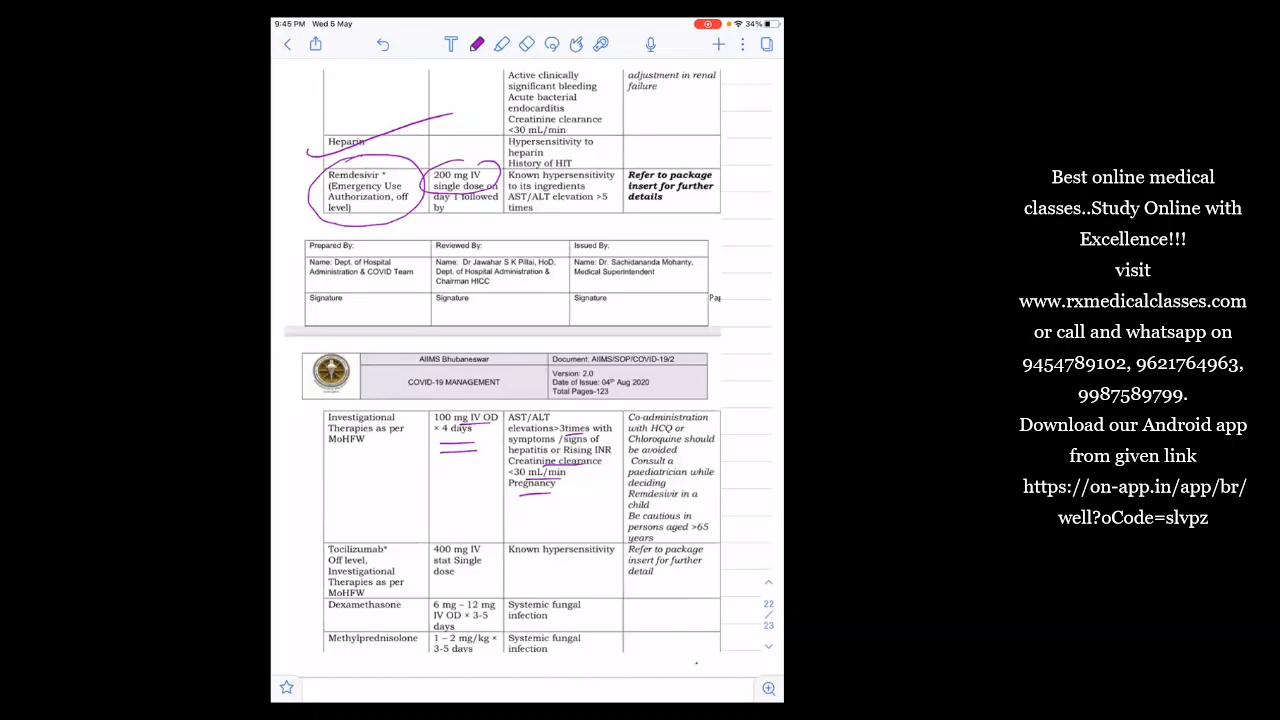 9:45 PM Wed 5 May
34%
Active clinically
significant bleeding
Acute bacterial
endocarditis
Creatinine clearance
<30 mL/min
adjustment in renal
failure
Heparin
Hypersensitivity to
heparin
History of HIT
Remdesivir *
(Emergency Use
Authorization, off
level)
200 mg IV
single dose on
day 1 followed
by
Known hypersensitivity
to its ingredients
AST/ALT elevation >5
times
Refer to package
insert for further
details
Prepared By:
Reviewed By:
Issued By:
Name: Dept. of Hospital
Administration & COVID Team
Name: Dr Jawahar S K Pillai, HoD,
Dept. of Hospital Administration &
Chairman HICC
Name: Dr. Sachidananda Mohanty,
Medical Superintendent
Signature
Signature
Signature
Pag
AIIMS Bhubaneswar
Document: AIIMS/SOP/COVID-19/2
COVID-19 MANAGEMENT
Version: 2.0
Date of Issue: 04th Aug 2020
Total Pages-123
Investigational
Therapies as per
MoHFW
100 mg IV OD
× 4 days
AST/ALT
elevations>3times with
symptoms /signs of
hepatitis or Rising INR
Creatinine clearance
<30 mL/min
Pregnancy
Co-administration
with HCQ or
Chloroquine should
be avoided
Consult a
paediatrician while
deciding
Remdesivir in a
child
Be cautious in
persons aged >65
years
Tocilizumab*
Off level,
Investigational
Therapies as per
MoHFW
400 mg IV
stat Single
dose
Known hypersensitivity
Refer to package
insert for further
detail
Dexamethasone
6 mg – 12 mg
IV OD × 3-5
days
Systemic fungal
infection
Methylprednisolone
1 – 2 mg/kg ×
3-5 days
Systemic fungal
infection
22
/
23
Best online medical
classes..Study Online with
Excellence!!!
visit
www.rxmedicalclasses.com
or call and whatsapp on
9454789102, 9621764963,
9987589799.
Download our Android app
from given link
https://on-app.in/app/br/
well?oCode=slvpz